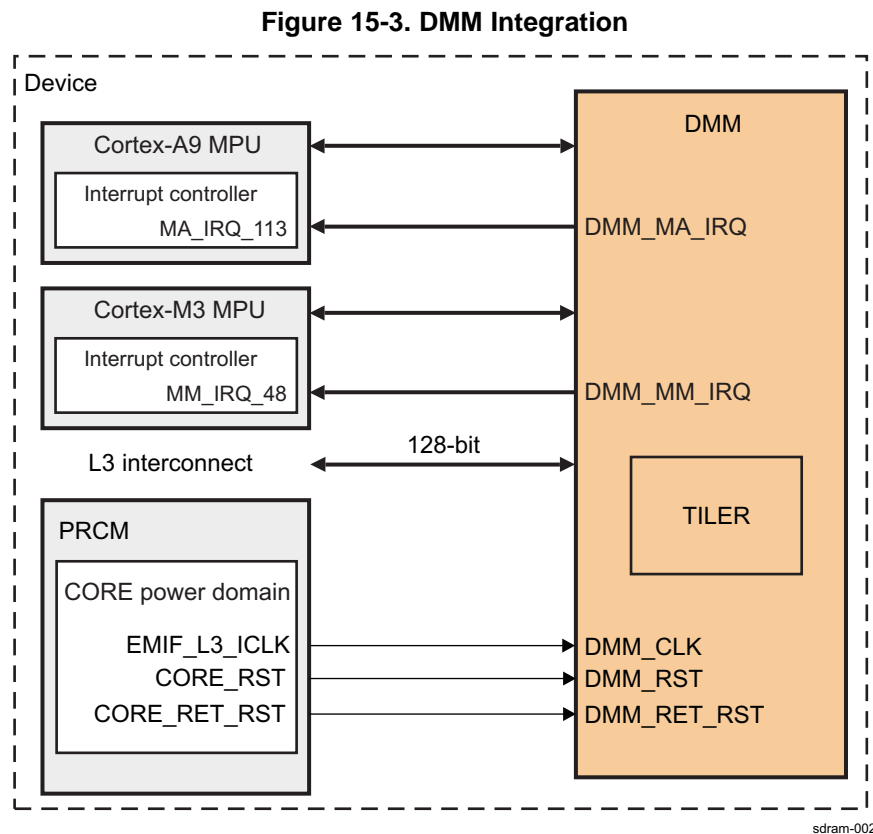 Figure 15-3. DMM Integration
Device
Cortex-A9 MPU
Interrupt controller
MA_IRQ_113
DMM
DMM_MA_IRQ
Cortex-M3 MPU
Interrupt controller
MM_IRQ_48
DMM_MM_IRQ
L3 interconnect
128-bit
TILER
PRCM
CORE power domain
EMIF_L3_ICLK
DMM_CLK
CORE_RST
DMM_RST
CORE_RET_RST
DMM_RET_RST